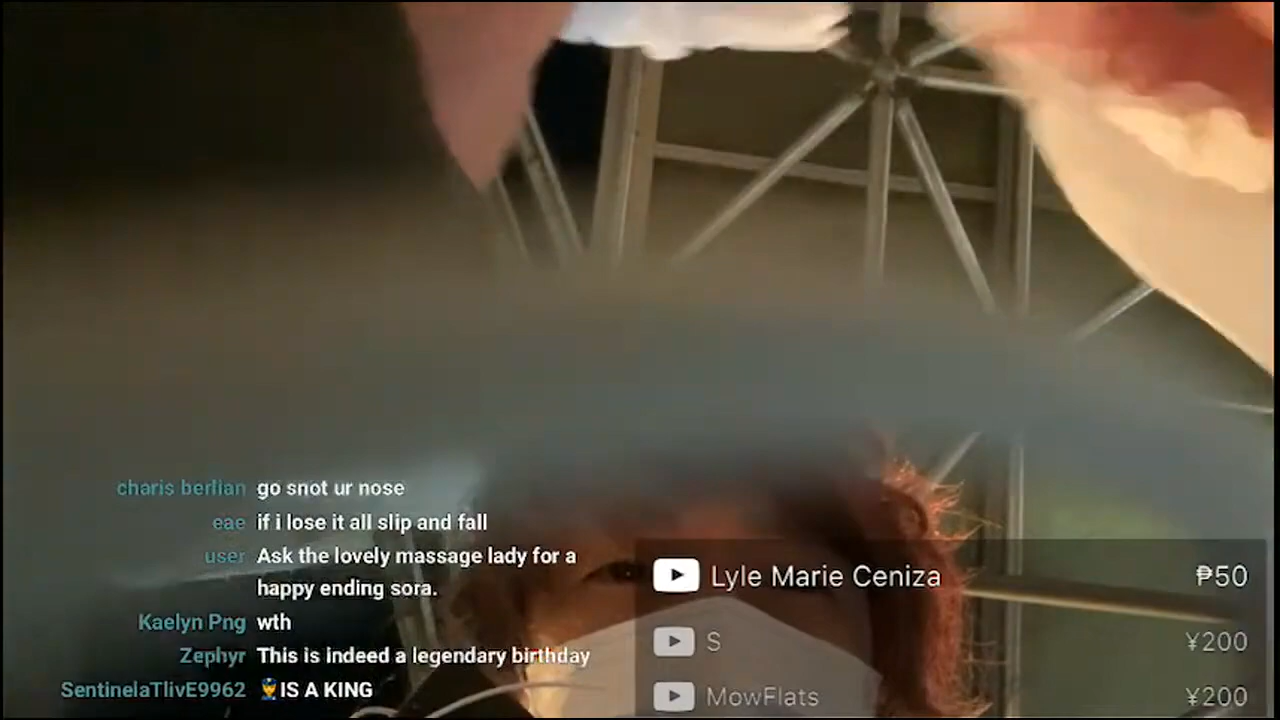 charis berlian go snot ur nose
eae if i lose it all slip and fall
user Ask the lovely massage lady for a
happy ending sora.
Kaelyn Png wth
Zephyr This is indeed a legendary birthday
SentinelaTlivE9962 👮IS A KING
Lyle Marie Ceniza ₱50
S ¥200
MowFlats ¥200